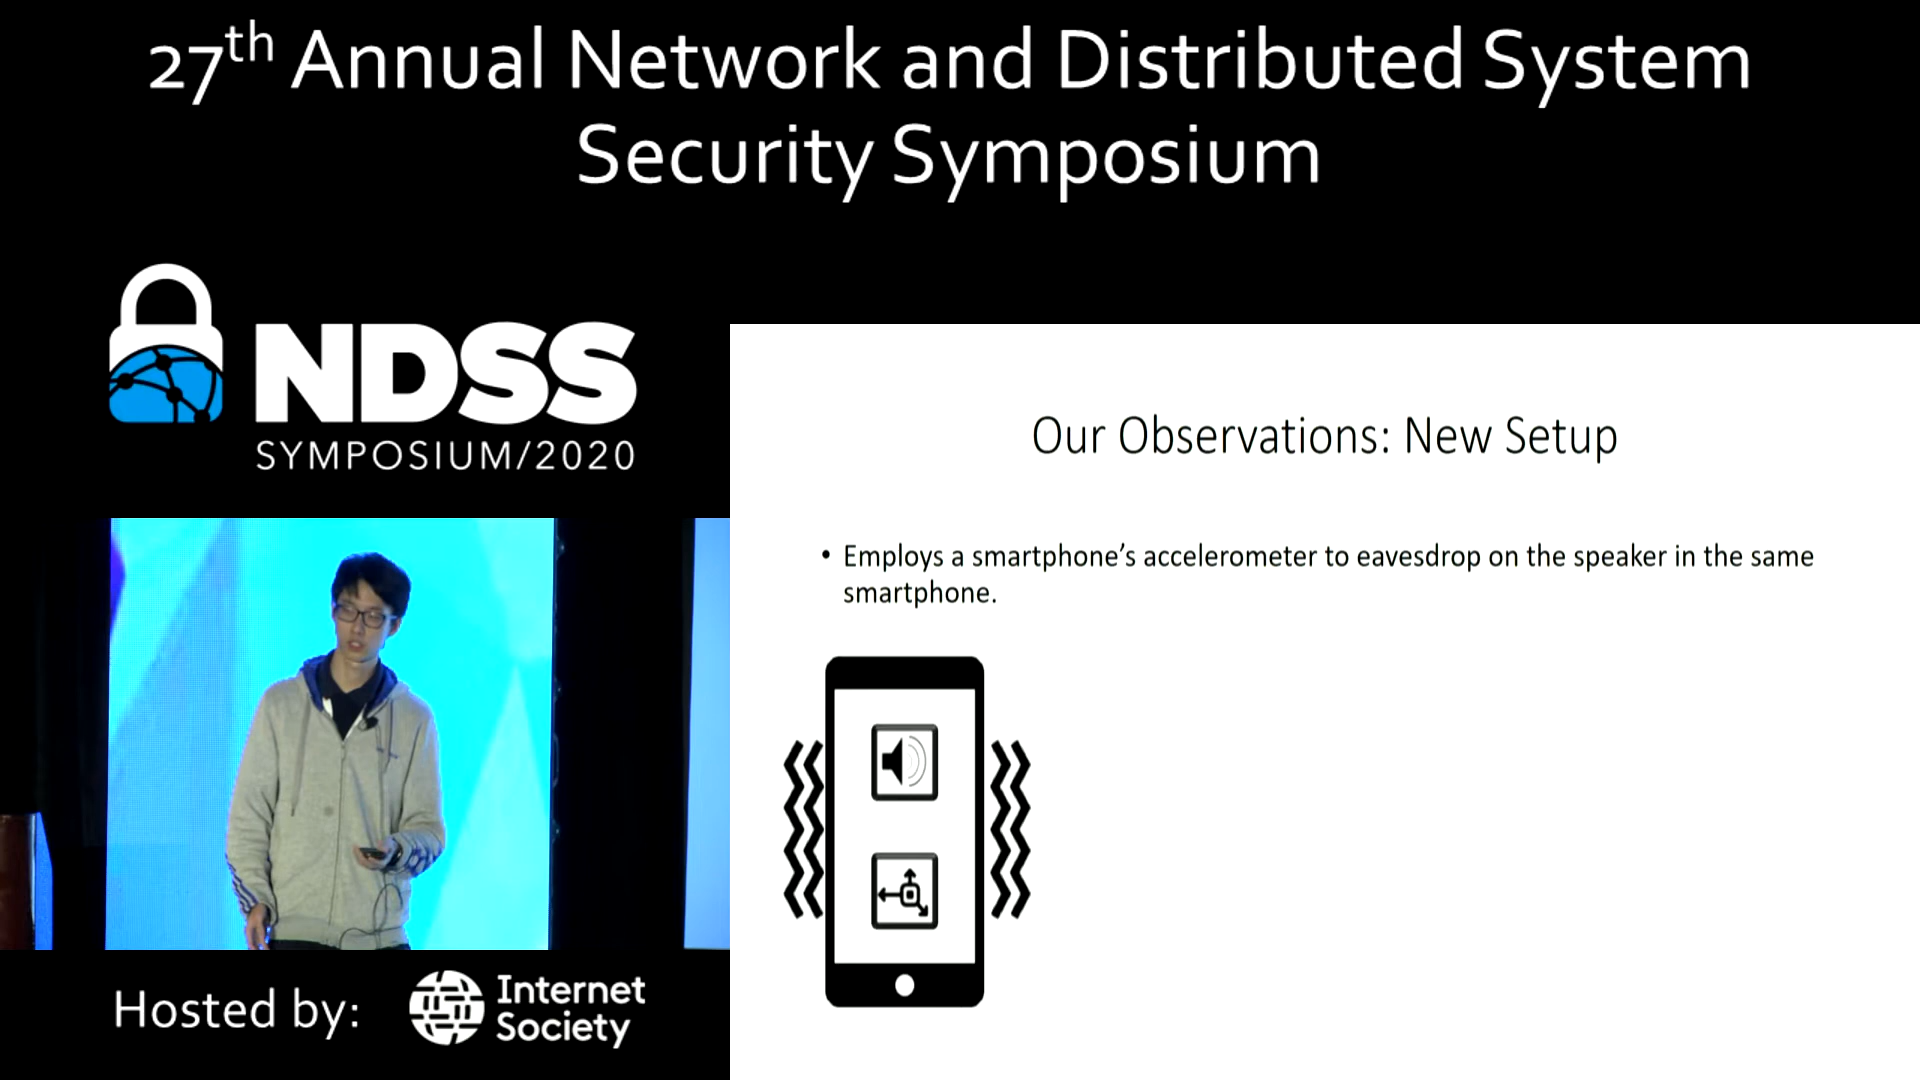 27th Annual Network and Distributed System
Security Symposium
NDSS
SYMPOSIUM/2020
Our Observations: New Setup
• Employs a smartphone's accelerometer to eavesdrop on the speaker in the same
smartphone.
Hosted by:
Internet
Society